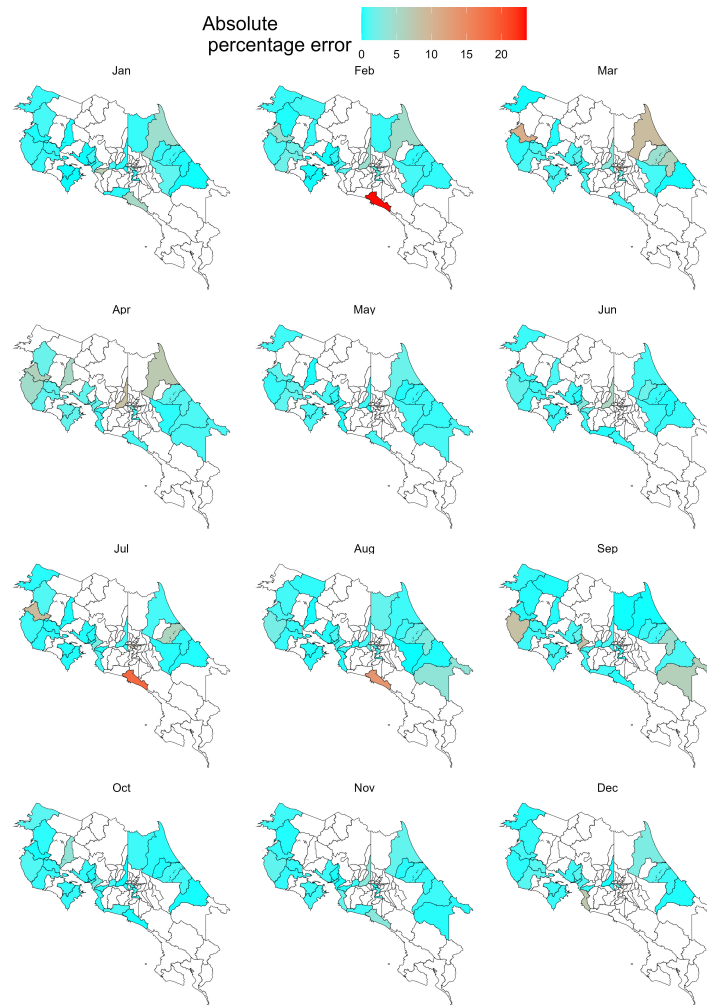 Absolute
percentage error
0 5 10 15 20
Jan Feb Mar
Apr May Jun
Jul Aug Sep
Oct Nov Dec